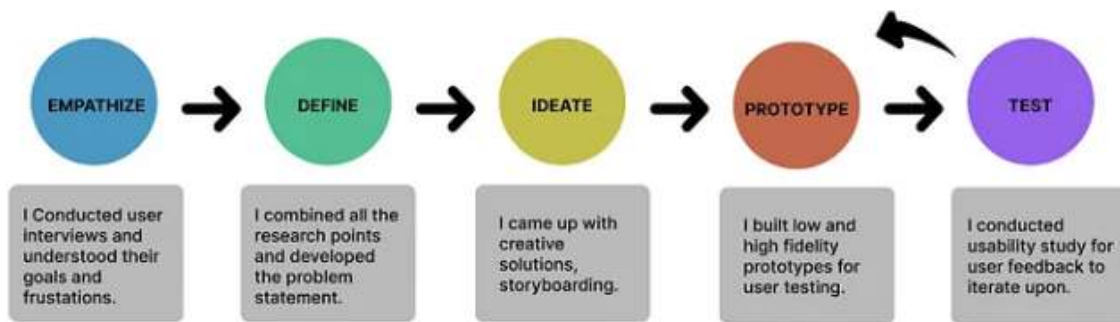 EMPATHIZE
DEFINE
IDEATE
PROTOTYPE
TEST
I Conducted user
interviews and
understood their
goals and
frustations.
I combined all the
research points
and developed
the problem
statement.
I came up with
creative
solutions,
storyboarding.
I built low and
high fidelity
prototypes for
user testing.
I conducted
usability study for
user feedback to
iterate upon.